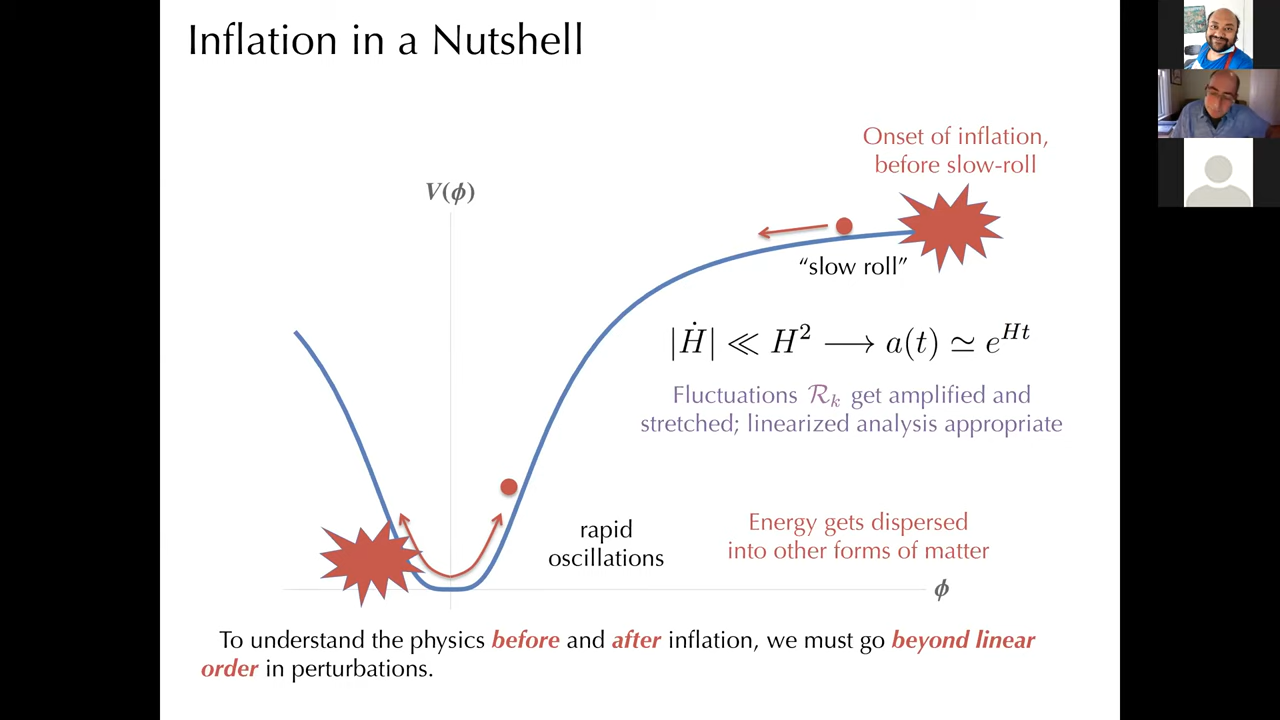 Inflation in a Nutshell
Onset of inflation,
before slow-roll
V(ϕ)
“slow roll”
|Ḣ| ≪ H² ⟶ a(t) ≃ e^{Ht}
Fluctuations ℛₖ get amplified and
stretched; linearized analysis appropriate
rapid
oscillations
Energy gets dispersed
into other forms of matter
ϕ
To understand the physics before and after inflation, we must go beyond linear
order in perturbations.